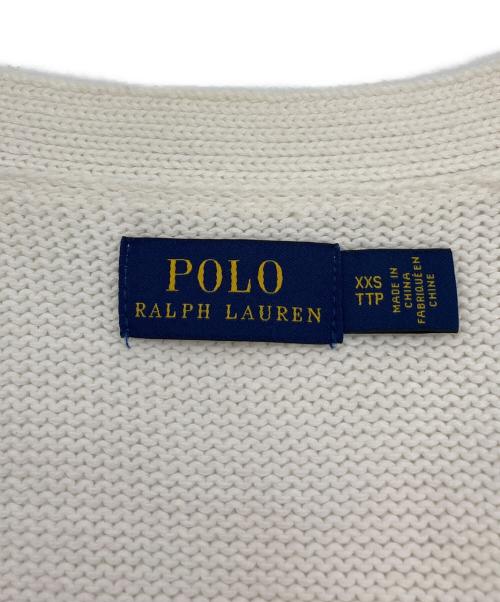 POLO
RALPH LAUREN
XXS
TTP
MADE IN
CHINA
FABRIQUÉ EN
CHINE